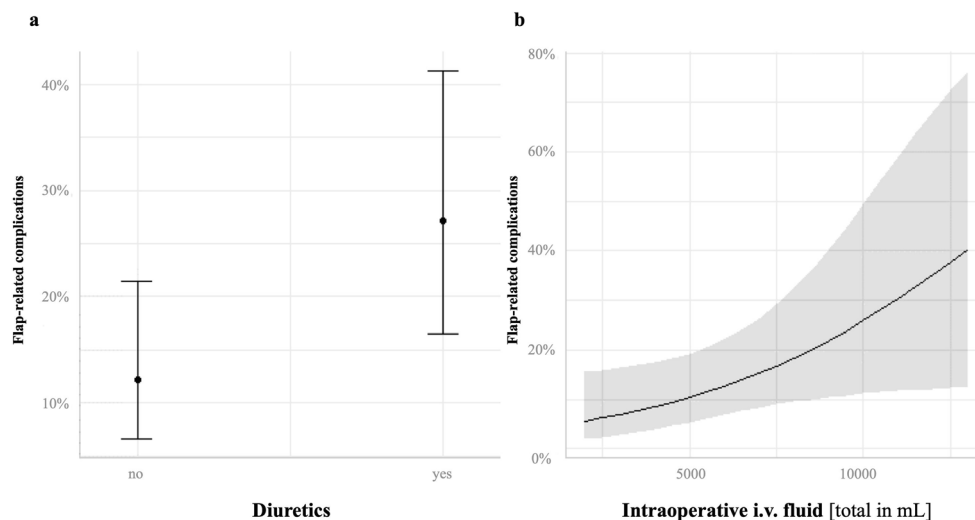 a
Flap-related complications
40%
30%
20%
10%
no
yes
Diuretics
b
Flap-related complications
80%
60%
40%
20%
0%
5000
10000
Intraoperative i.v. fluid [total in mL]